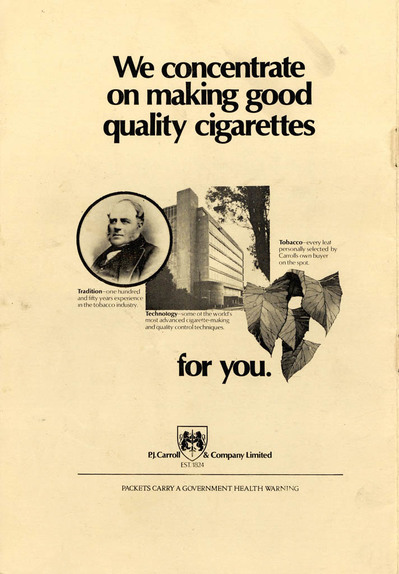 We concentrate
on making good
quality cigarettes
Tradition—one hundred
and fifty years experience
in the tobacco industry.
Technology—some of the world's
most advanced cigarette-making
and quality control techniques.
Tobacco—every leaf
personally selected by
Carrolls own buyer
on the spot.
for you.
P.J. Carroll & Company Limited
EST. 1824
PACKETS CARRY A GOVERNMENT HEALTH WARNING